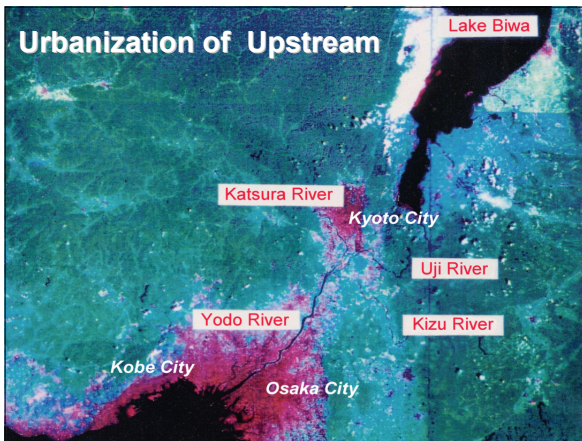 Urbanization of Upstream
Lake Biwa
Katsura River
Kyoto City
Uji River
Yodo River
Kizu River
Kobe City
Osaka City